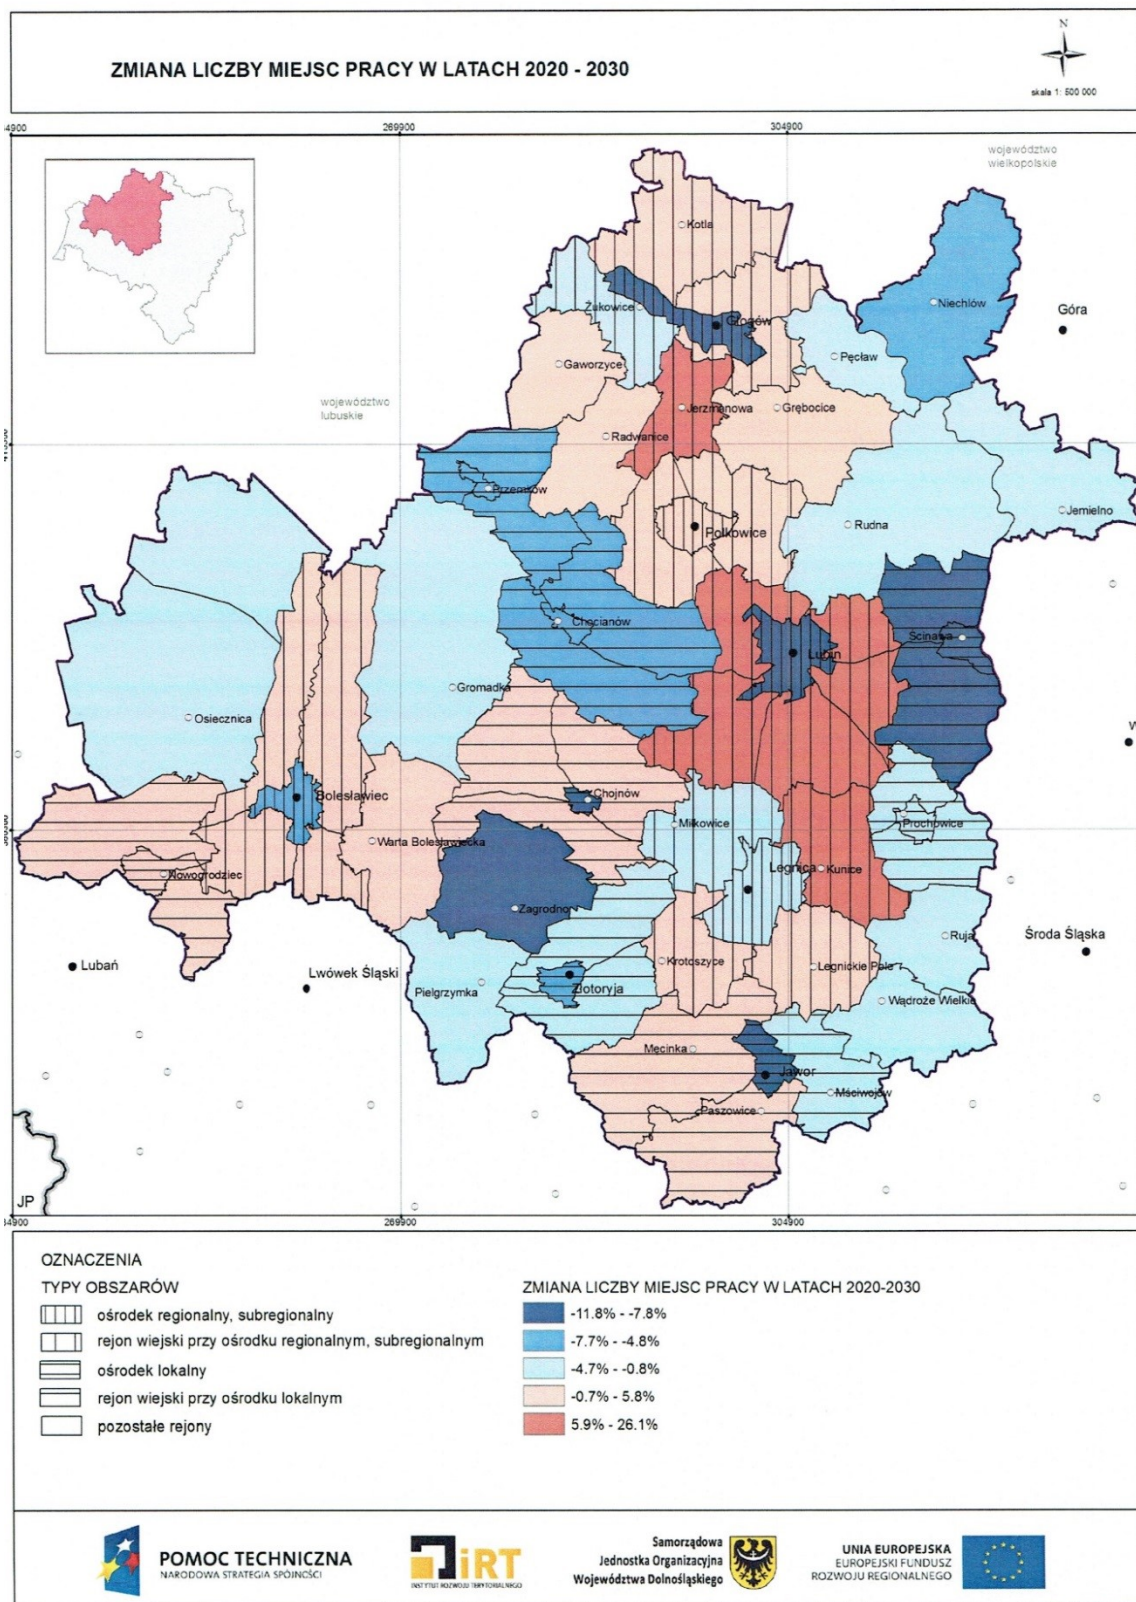 ZMIANA LICZBY MIEJSC PRACY W LATACH 2020 - 2030
N
skala 1: 500 000
269900
304900
województwo
wielkopolskie
Kotla
Niechlów
Góra
Żukowice
Głogów
Pęcław
Gaworzyce
województwo
lubuskie
Jerzmanowa
Grębocice
Radwanice
Przemków
Jemielno
Polkowice
Rudna
Chocianów
Ścinawa
Lubin
Gromadka
Osiecznica
W
Bolesławiec
Chojnów
Miłkowice
Prochowice
Warta Bolesławiecka
Nowogrodziec
Legnica
Kunice
Zagrodno
Ruja
Środa Śląska
Lubań
Lwówek Śląski
Krotoszyce
Legnickie Pole
Pielgrzymka
Złotoryja
Wądroże Wielkie
Męcinka
Jawor
Mściwojów
Paszowice
JP
269900
304900
OZNACZENIA
TYPY OBSZARÓW
ośrodek regionalny, subregionalny
rejon wiejski przy ośrodku regionalnym, subregionalnym
ośrodek lokalny
rejon wiejski przy ośrodku lokalnym
pozostałe rejony
ZMIANA LICZBY MIEJSC PRACY W LATACH 2020-2030
-11.8% - -7.8%
-7.7% - -4.8%
-4.7% - -0.8%
-0.7% - 5.8%
5.9% - 26.1%
POMOC TECHNICZNA
NARODOWA STRATEGIA SPÓJNOŚCI
iRT
INSTYTUT ROZWOJU TERYTORIALNEGO
Samorządowa
Jednostka Organizacyjna
Województwa Dolnośląskiego
UNIA EUROPEJSKA
EUROPEJSKI FUNDUSZ
ROZWOJU REGIONALNEGO